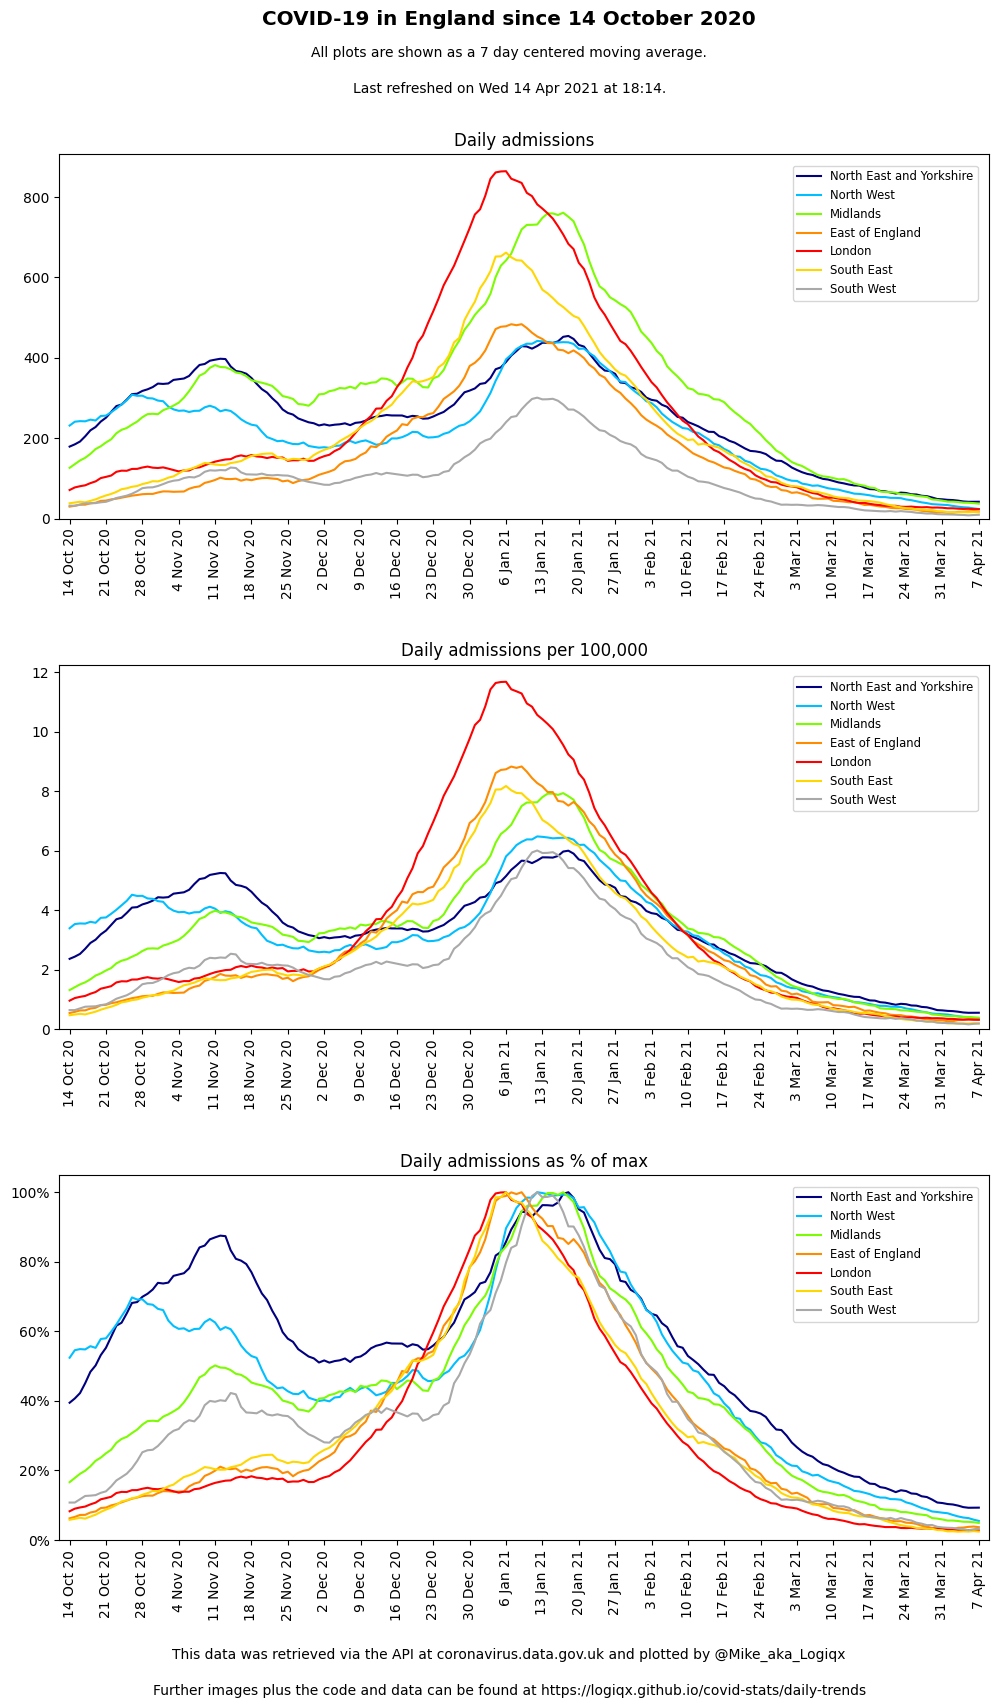 COVID-19 in England since 14 October 2020
All plots are shown as a 7 day centered moving average.
Last refreshed on Wed 14 Apr 2021 at 18:14.
Daily admissions
800
600
400
200
0
North East and Yorkshire
North West
Midlands
East of England
London
South East
South West
14 Oct 20
21 Oct 20
28 Oct 20
4 Nov 20
11 Nov 20
18 Nov 20
25 Nov 20
2 Dec 20
9 Dec 20
16 Dec 20
23 Dec 20
30 Dec 20
6 Jan 21
13 Jan 21
20 Jan 21
27 Jan 21
3 Feb 21
10 Feb 21
17 Feb 21
24 Feb 21
3 Mar 21
10 Mar 21
17 Mar 21
24 Mar 21
31 Mar 21
7 Apr 21
Daily admissions per 100,000
12
10
8
6
4
2
0
North East and Yorkshire
North West
Midlands
East of England
London
South East
South West
14 Oct 20
21 Oct 20
28 Oct 20
4 Nov 20
11 Nov 20
18 Nov 20
25 Nov 20
2 Dec 20
9 Dec 20
16 Dec 20
23 Dec 20
30 Dec 20
6 Jan 21
13 Jan 21
20 Jan 21
27 Jan 21
3 Feb 21
10 Feb 21
17 Feb 21
24 Feb 21
3 Mar 21
10 Mar 21
17 Mar 21
24 Mar 21
31 Mar 21
7 Apr 21
Daily admissions as % of max
100%
80%
60%
40%
20%
0%
North East and Yorkshire
North West
Midlands
East of England
London
South East
South West
14 Oct 20
21 Oct 20
28 Oct 20
4 Nov 20
11 Nov 20
18 Nov 20
25 Nov 20
2 Dec 20
9 Dec 20
16 Dec 20
23 Dec 20
30 Dec 20
6 Jan 21
13 Jan 21
20 Jan 21
27 Jan 21
3 Feb 21
10 Feb 21
17 Feb 21
24 Feb 21
3 Mar 21
10 Mar 21
17 Mar 21
24 Mar 21
31 Mar 21
7 Apr 21
This data was retrieved via the API at coronavirus.data.gov.uk and plotted by @Mike_aka_Logiqx
Further images plus the code and data can be found at https://logiqx.github.io/covid-stats/daily-trends